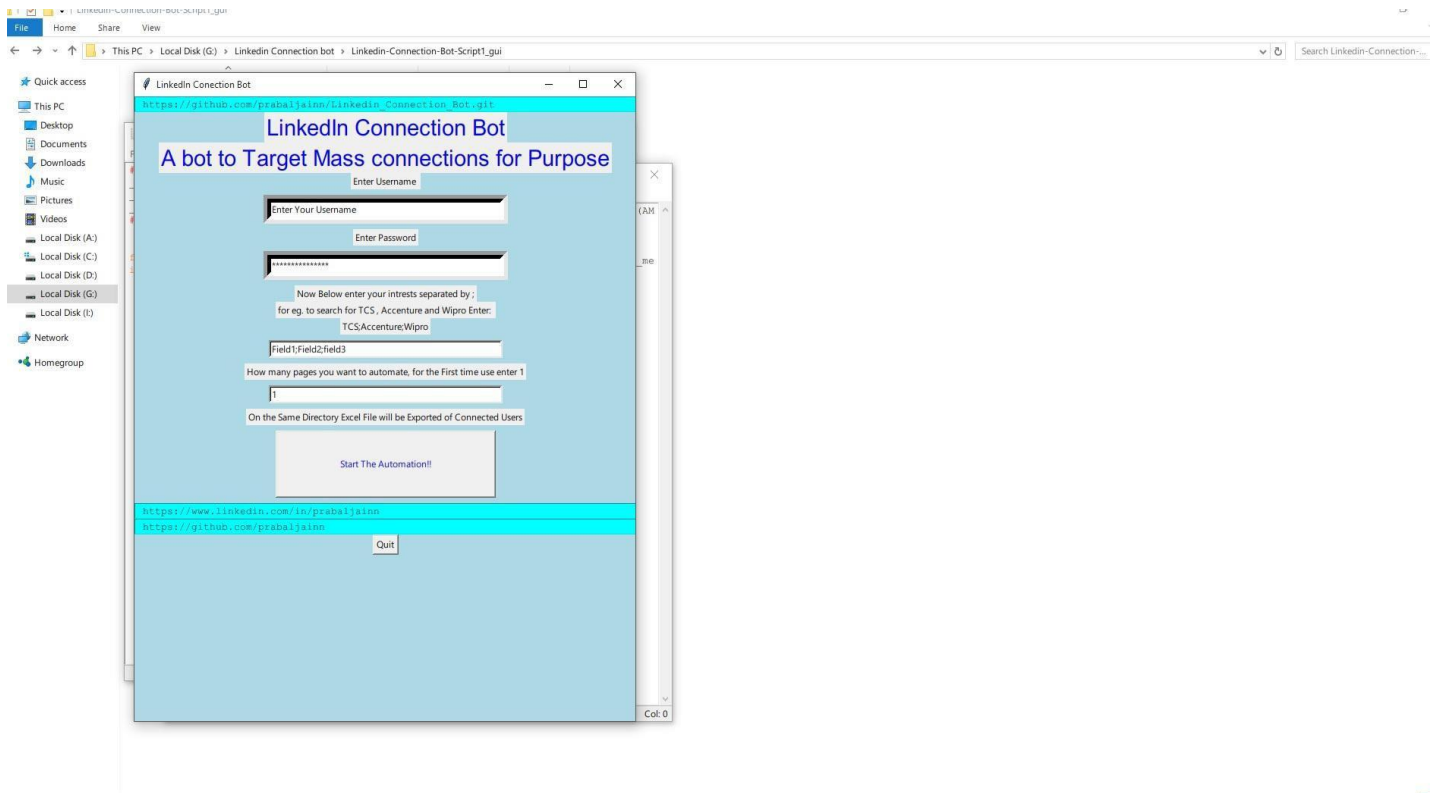 Linkedin-Connection-Bot-Script1_gui
File Home Share View
This PC > Local Disk (G:) > Linkedin Connection bot > Linkedin-Connection-Bot-Script1_gui
Search Linkedin-Connection-...
Quick access
This PC
Desktop
Documents
Downloads
Music
Pictures
Videos
Local Disk (A:)
Local Disk (C:)
Local Disk (D:)
Local Disk (G:)
Local Disk (I:)
Network
Homegroup
LinkedIn Conection Bot
https://github.com/prabaljainn/Linkedin_Connection_Bot.git
LinkedIn Connection Bot
A bot to Target Mass connections for Purpose
Enter Username
Enter Your Username
Enter Password
***************
Now Below enter your intrests separated by ;
for eg. to search for TCS , Accenture and Wipro Enter:
TCS;Accenture;Wipro
Field1;Field2;field3
How many pages you want to automate, for the First time use enter 1
1
On the Same Directory Excel File will be Exported of Connected Users
Start The Automation!!
https://www.linkedin.com/in/prabaljainn
https://github.com/prabaljainn
Quit
(AM
_me
Col: 0